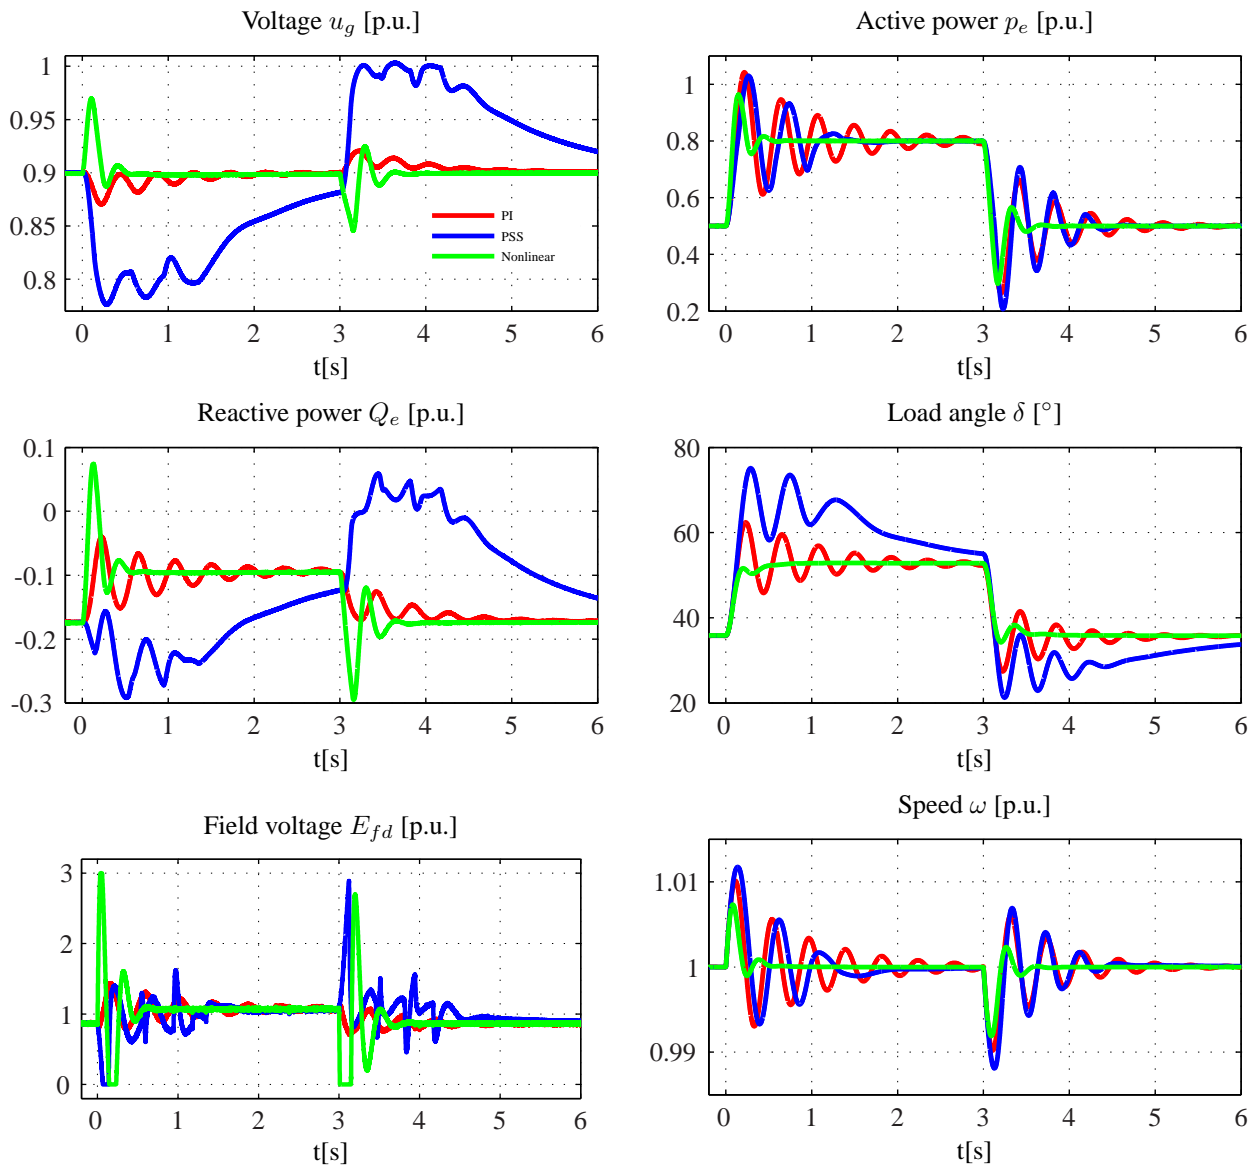 Voltage u_g [p.u.]
1
0.95
0.9
0.85
0.8
PI
PSS
Nonlinear
0 1 2 3 4 5 6
t[s]
Active power p_e [p.u.]
1
0.8
0.6
0.4
0.2
0 1 2 3 4 5 6
t[s]
Reactive power Q_e [p.u.]
0.1
0
-0.1
-0.2
-0.3
0 1 2 3 4 5 6
t[s]
Load angle δ [°]
80
60
40
20
0 1 2 3 4 5 6
t[s]
Field voltage E_{fd} [p.u.]
3
2
1
0
0 1 2 3 4 5 6
t[s]
Speed ω [p.u.]
1.01
1
0.99
0 1 2 3 4 5 6
t[s]